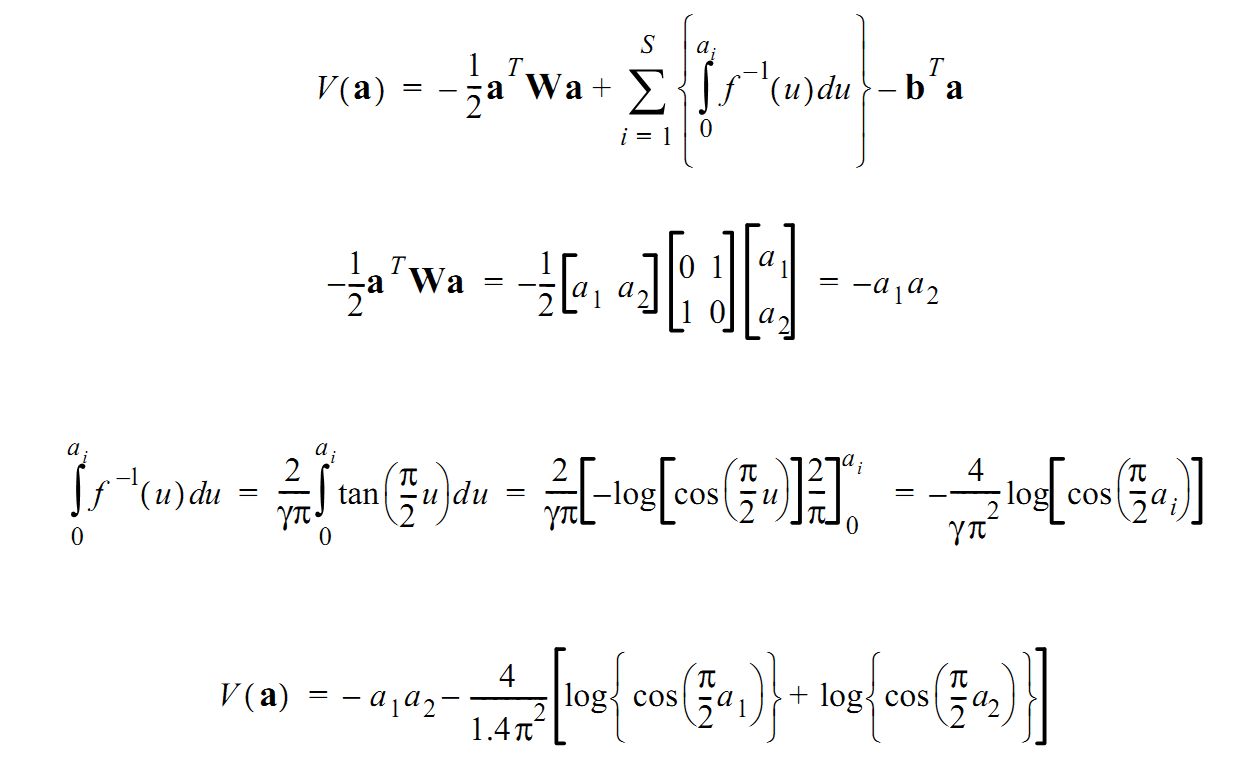 V(𝐚) = −(1/2)𝐚^T 𝐖𝐚 + ∑_{i = 1}^{S} { ∫_0^{a_i} f^{−1}(u)du } − 𝐛^T 𝐚
−(1/2)𝐚^T 𝐖𝐚 = −(1/2)[a_1 a_2] [0 1; 1 0] [a_1; a_2] = −a_1 a_2
∫_0^{a_i} f^{−1}(u)du = (2/(γπ)) ∫_0^{a_i} tan((π/2)u)du = (2/(γπ)) [−log[cos((π/2)u)](2/π)]_0^{a_i} = −(4/(γπ^2)) log[cos((π/2)a_i)]
V(𝐚) = −a_1 a_2 − (4/(1.4π^2)) [log{cos((π/2)a_1)} + log{cos((π/2)a_2)}]